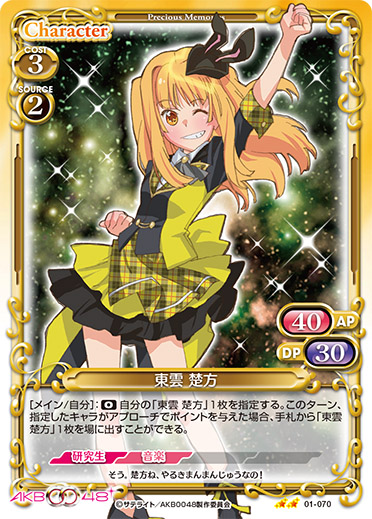 Precious Memories
Character
COST
3
SOURCE
2
40 AP
DP 30
東雲 楚方
[メイン/自分]:0自分の「東雲 楚方」1枚を指定する。このターン、
指定したキャラがアプローチでポイントを与えた場合、手札から「東雲
楚方」1枚を場に出すことができる。
研究生 音楽
そう、楚方ね、やるきまんまんじゅうなの!
AKB0048
©サテライト/AKB0048製作委員会
01-070